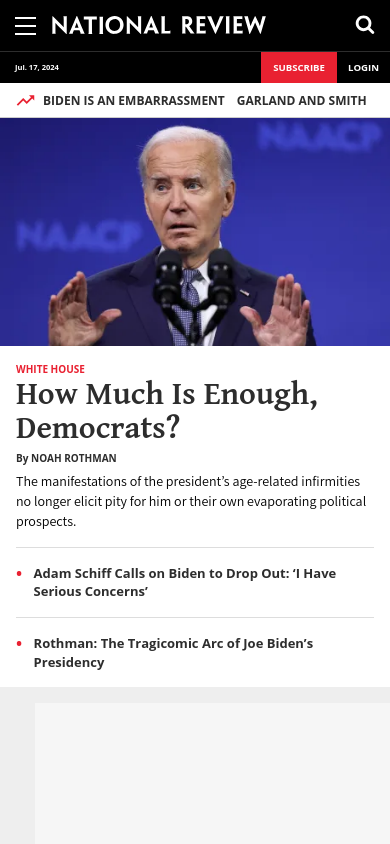 NATIONAL REVIEW
Jul. 17, 2024
SUBSCRIBE
LOGIN
BIDEN IS AN EMBARRASSMENT
GARLAND AND SMITH
NAACP
NAACP
WHITE HOUSE
How Much Is Enough,
Democrats?
By NOAH ROTHMAN
The manifestations of the president’s age-related infirmities
no longer elicit pity for him or their own evaporating political
prospects.
Adam Schiff Calls on Biden to Drop Out: ‘I Have
Serious Concerns’
Rothman: The Tragicomic Arc of Joe Biden’s
Presidency